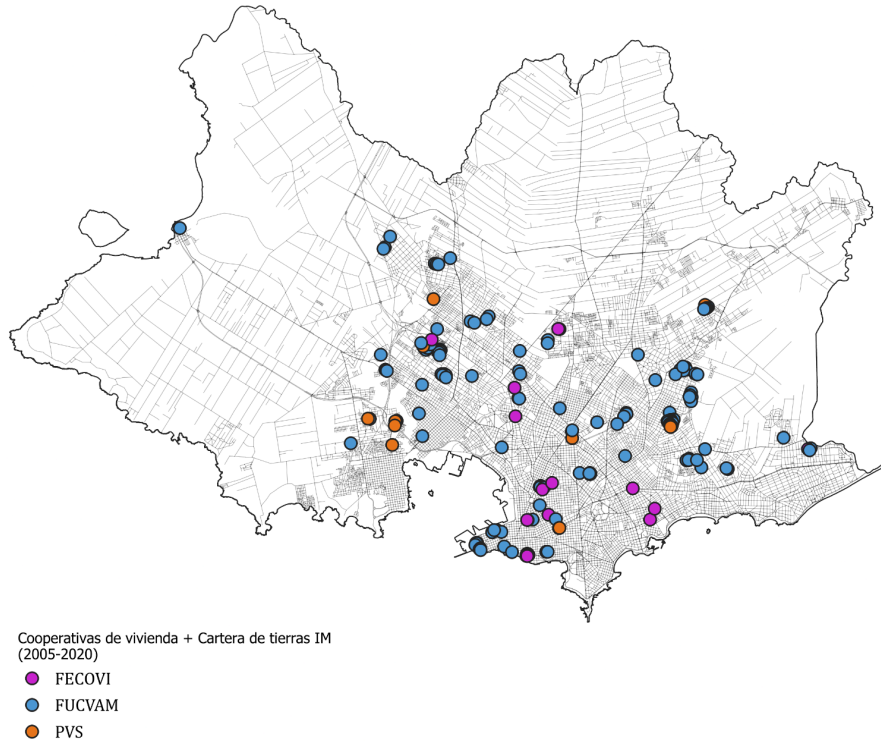 Cooperativas de vivienda + Cartera de tierras IM
(2005-2020)
FECOVI
FUCVAM
PVS